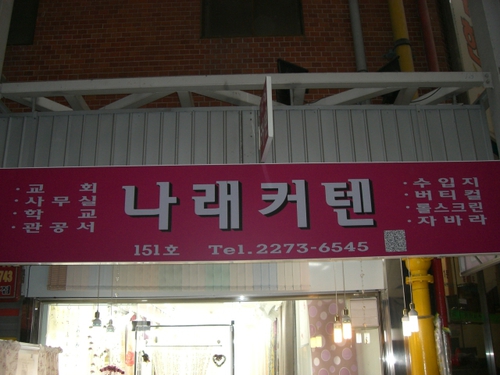 · 교 회
· 사 무 실
· 학 교
· 관 공 서
나래커텐
151호 Tel.2273-6545
· 수 입 지
· 버 티 컬
· 롤스크린
· 자 바 라
743